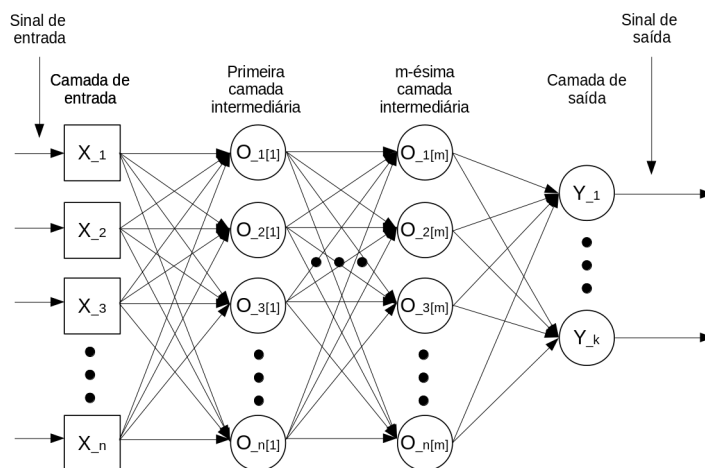 Sinal de
entrada
Sinal de
saída
Camada de
entrada
Primeira
camada
intermediária
m-ésima
camada
intermediária
Camada de
saída
X_1
O_1[1]
O_1[m]
Y_1
X_2
O_2[1]
O_2[m]
X_3
O_3[1]
O_3[m]
Y_k
X_n
O_n[1]
O_n[m]